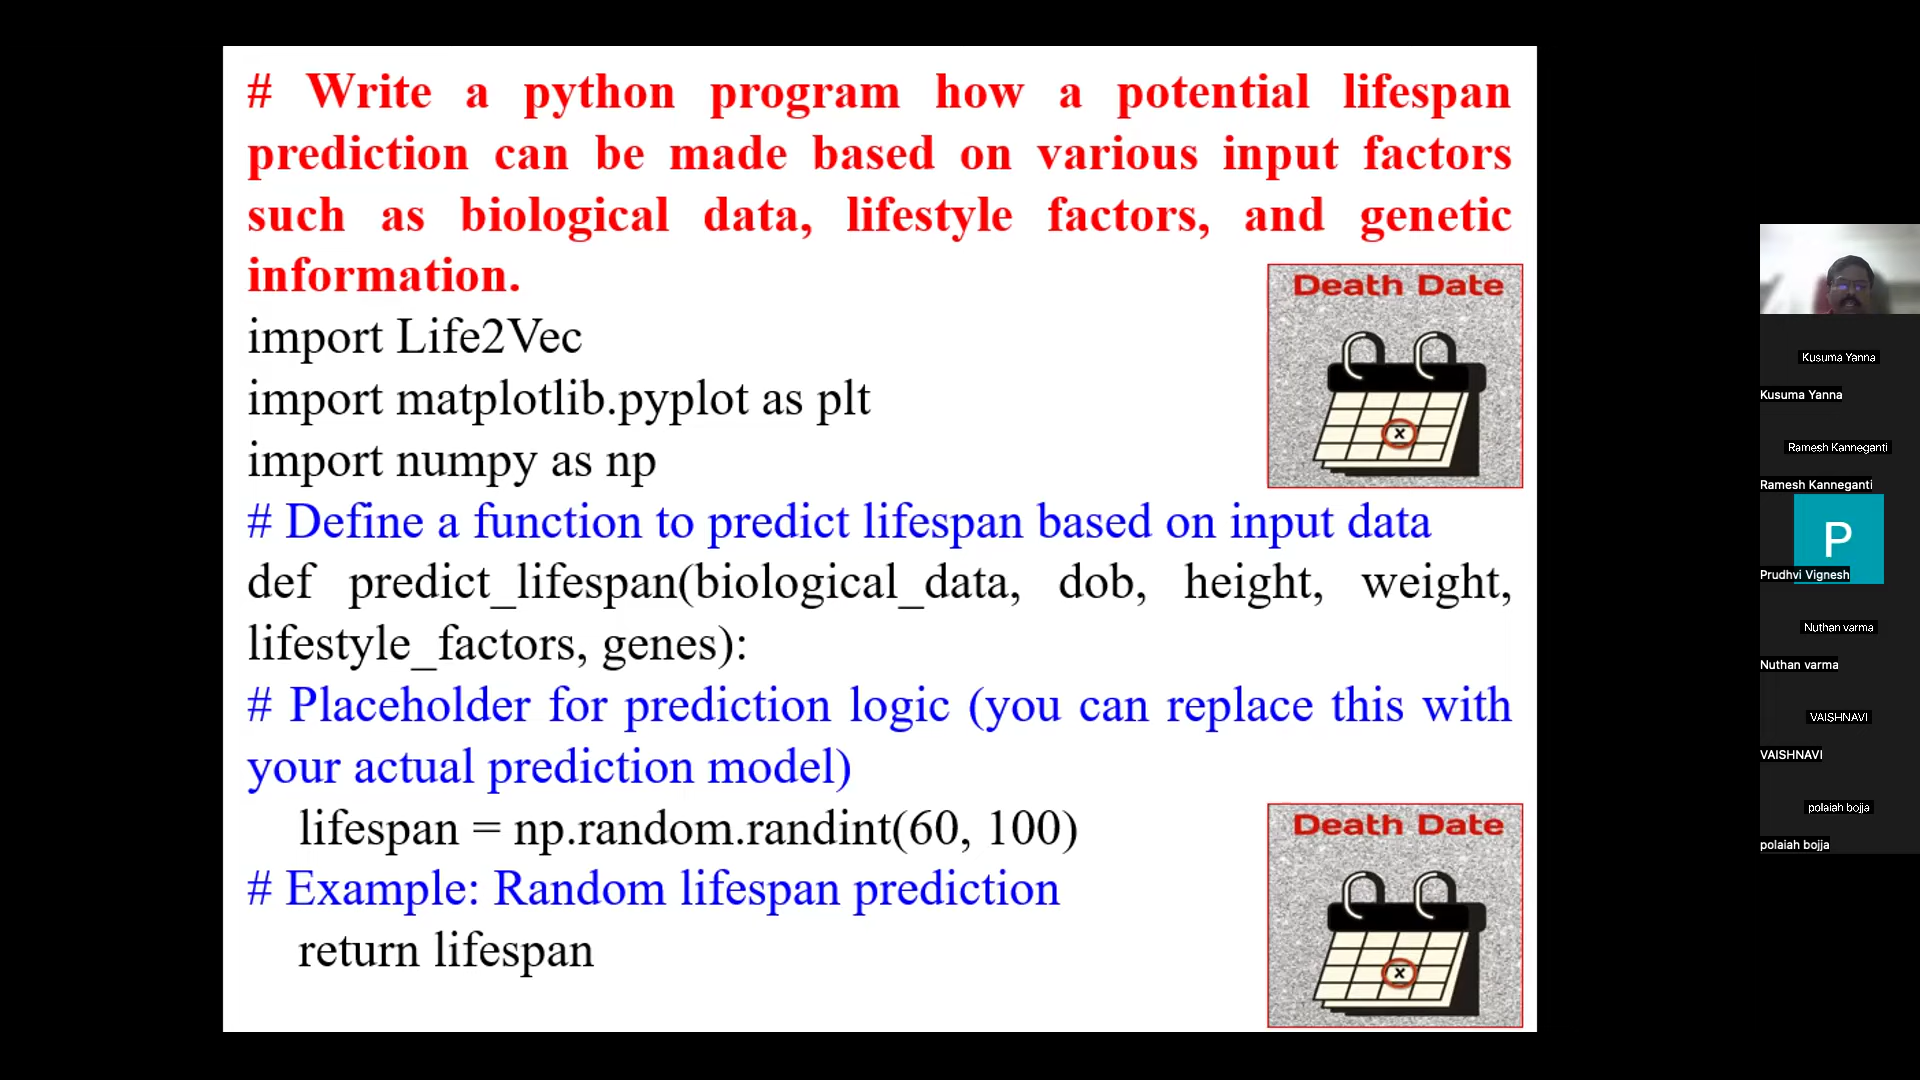 # Write a python program how a potential lifespan
prediction can be made based on various input factors
such as biological data, lifestyle factors, and genetic
information.
Death Date
x
import Life2Vec
import matplotlib.pyplot as plt
import numpy as np
# Define a function to predict lifespan based on input data
def predict_lifespan(biological_data, dob, height, weight,
lifestyle_factors, genes):
# Placeholder for prediction logic (you can replace this with
your actual prediction model)
lifespan = np.random.randint(60, 100)
# Example: Random lifespan prediction
return lifespan
Death Date
x
Kusuma Yanna
Kusuma Yanna
Ramesh Kanneganti
Ramesh Kanneganti
P
Prudhvi Vignesh
Nuthan varma
Nuthan varma
VAISHNAVI
VAISHNAVI
polaiah bojja
polaiah bojja